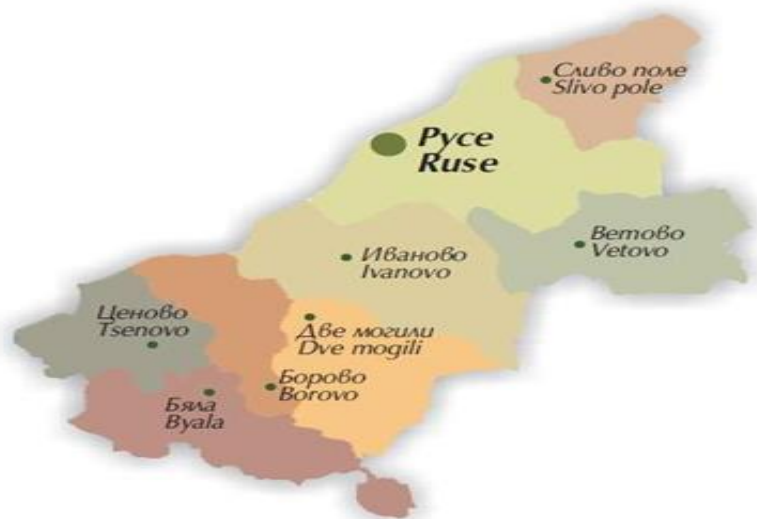 Сливо поле
Slivo pole
Русе
Ruse
Ветово
Vetovo
Иваново
Ivanovo
Ценово
Tsenovo
Две могили
Dve mogili
Борово
Borovo
Бяла
Byala